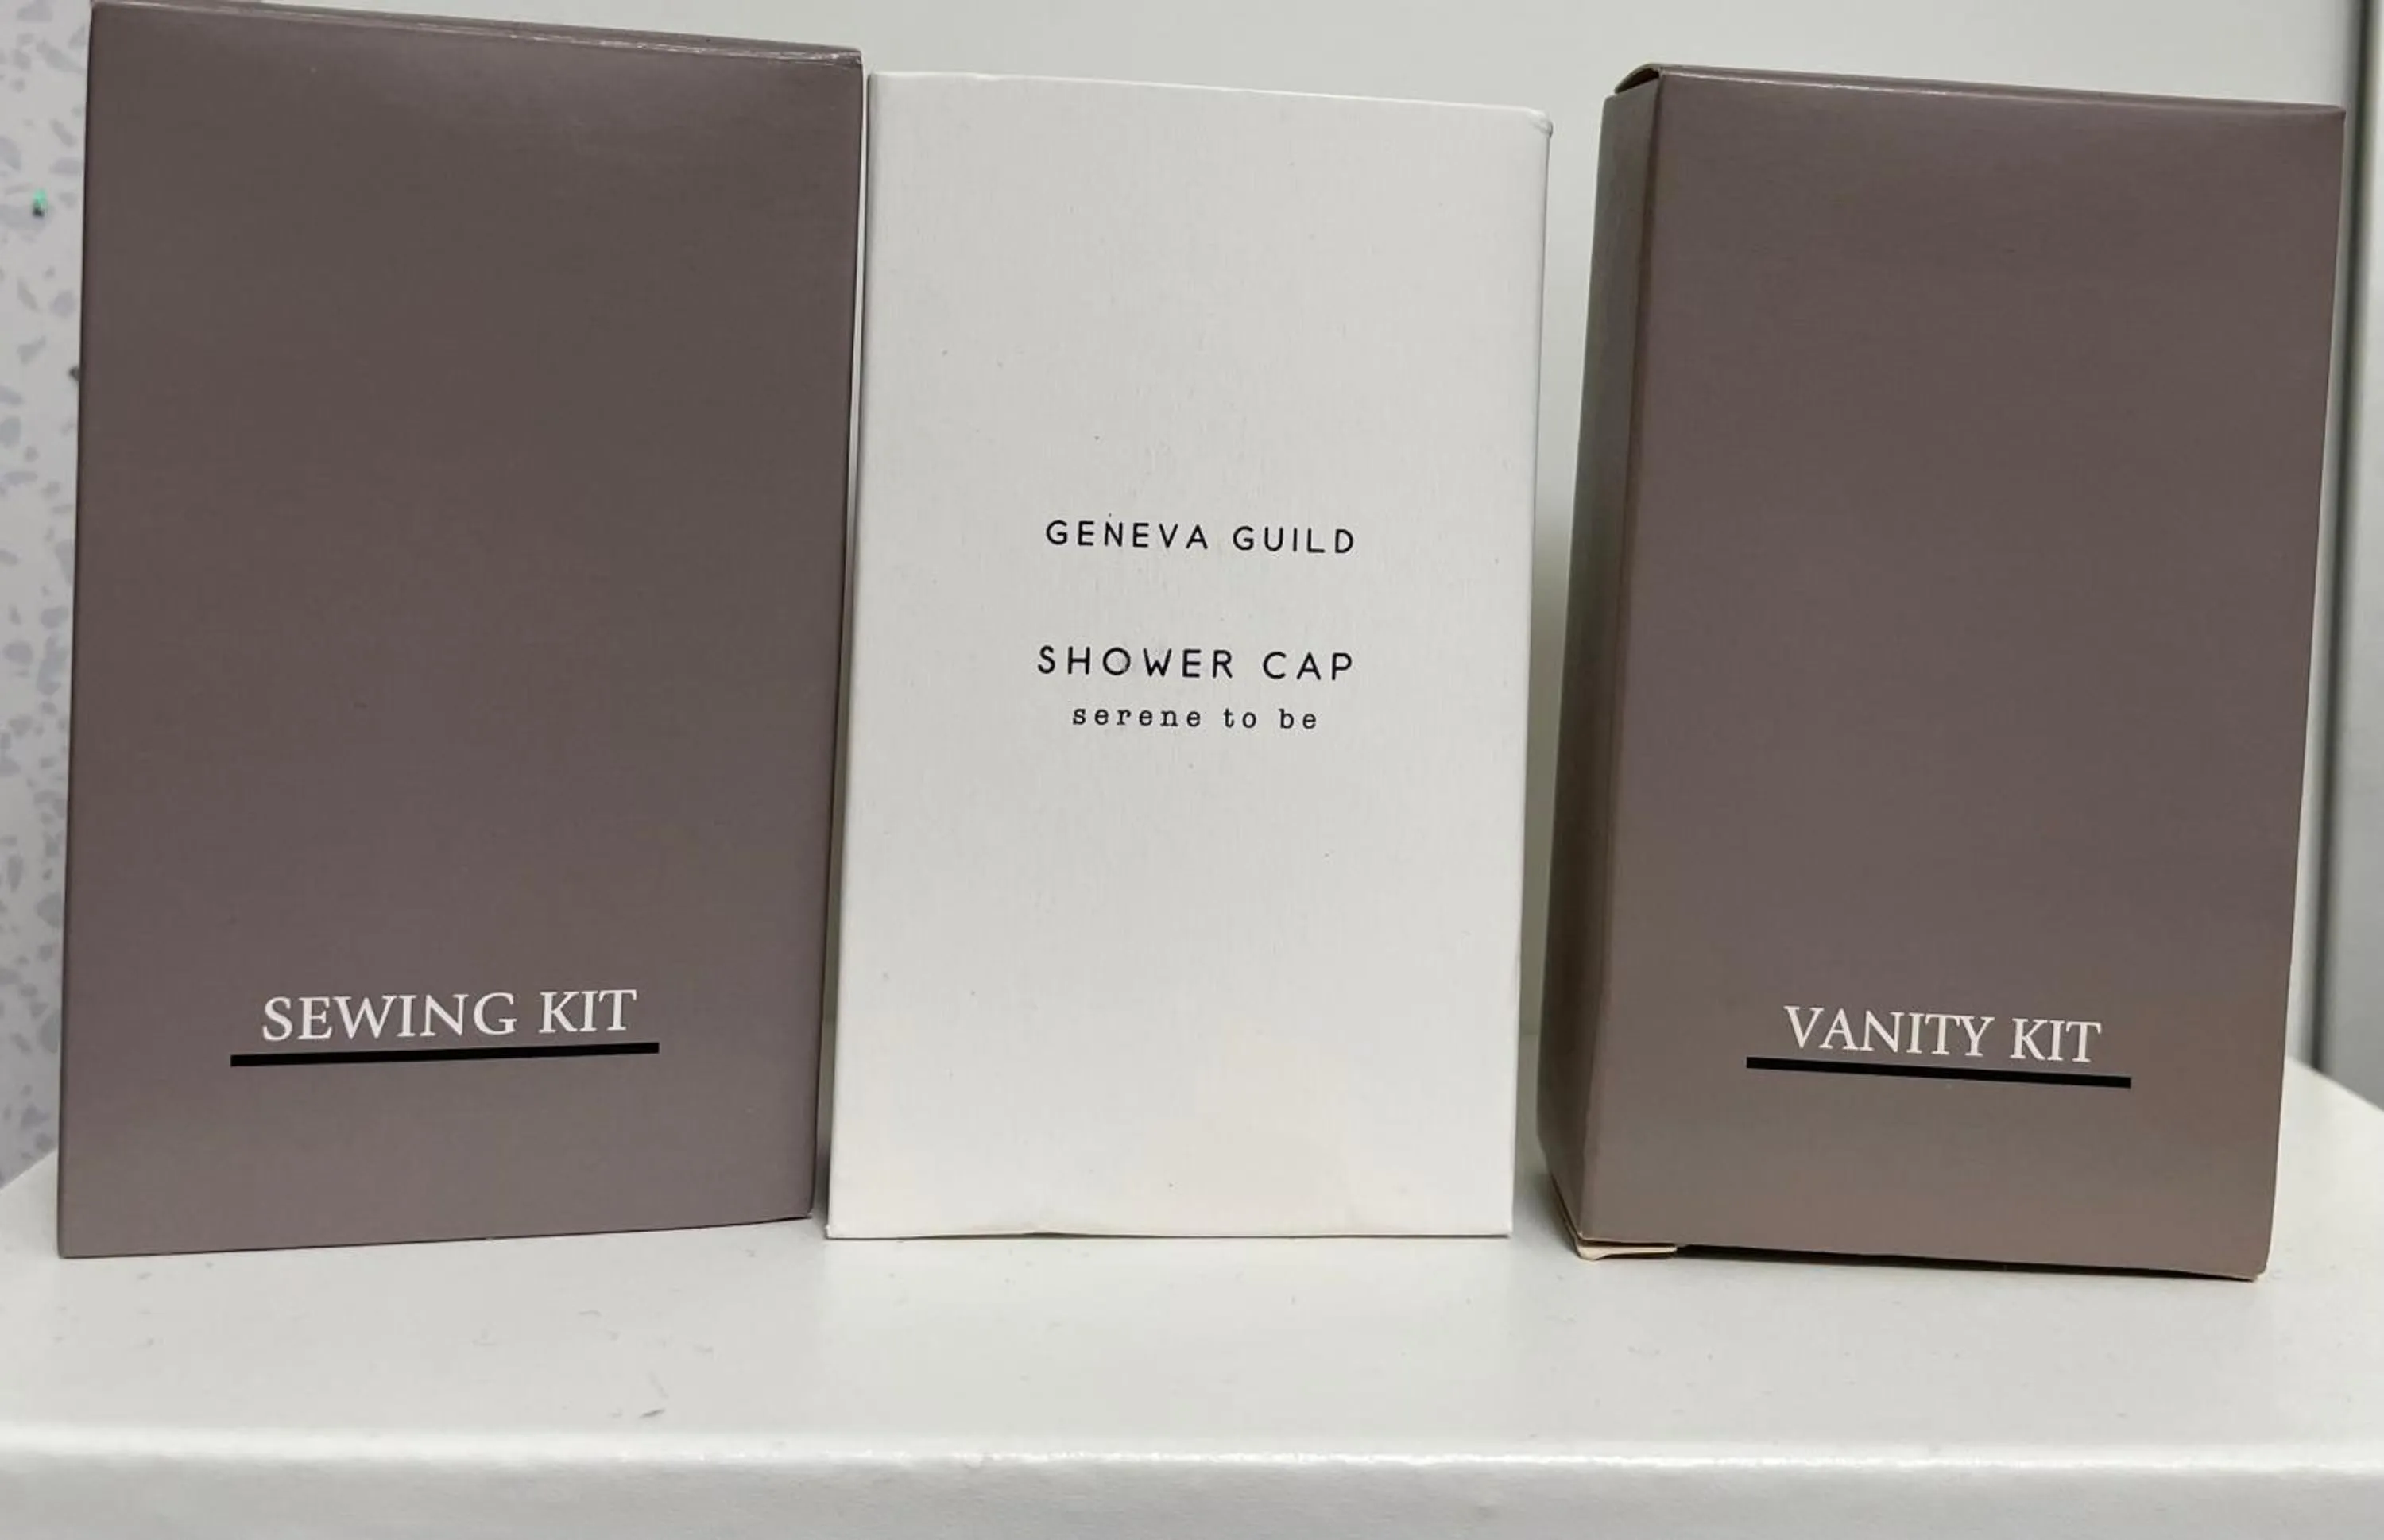 SEWING KIT
GENEVA GUILD
SHOWER CAP
serene to be
VANITY KIT